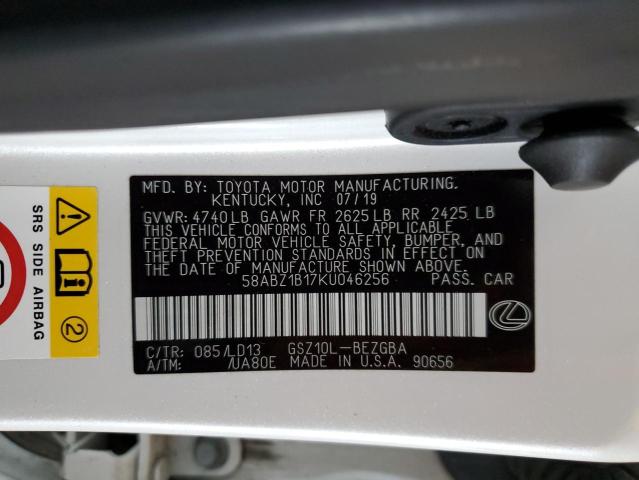 MFD. BY: TOYOTA MOTOR MANUFACTURING.
KENTUCKY, INC 07/19
GVWR: 4740 LB GAWR FR 2625 LB RR 2425 LB
THIS VEHICLE CONFORMS TO ALL APPLICABLE
FEDERAL MOTOR VEHICLE SAFETY, BUMPER, AND
THEFT PREVENTION STANDARDS IN EFFECT ON
THE DATE OF MANUFACTURE SHOWN ABOVE.
58ABZ1B17KU046256 PASS. CAR
C/TR: 085/LD13 GSZ10L-BEZGBA
A/TM: /UA80E MADE IN U.S.A. 90656
SRS SIDE AIRBAG
2